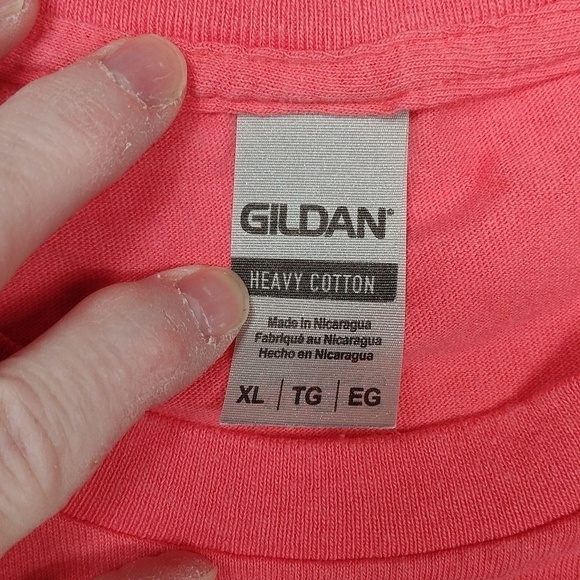 GILDAN®
HEAVY COTTON
Made in Nicaragua
Fabriqué au Nicaragua
Hecho en Nicaragua
XL | TG | EG